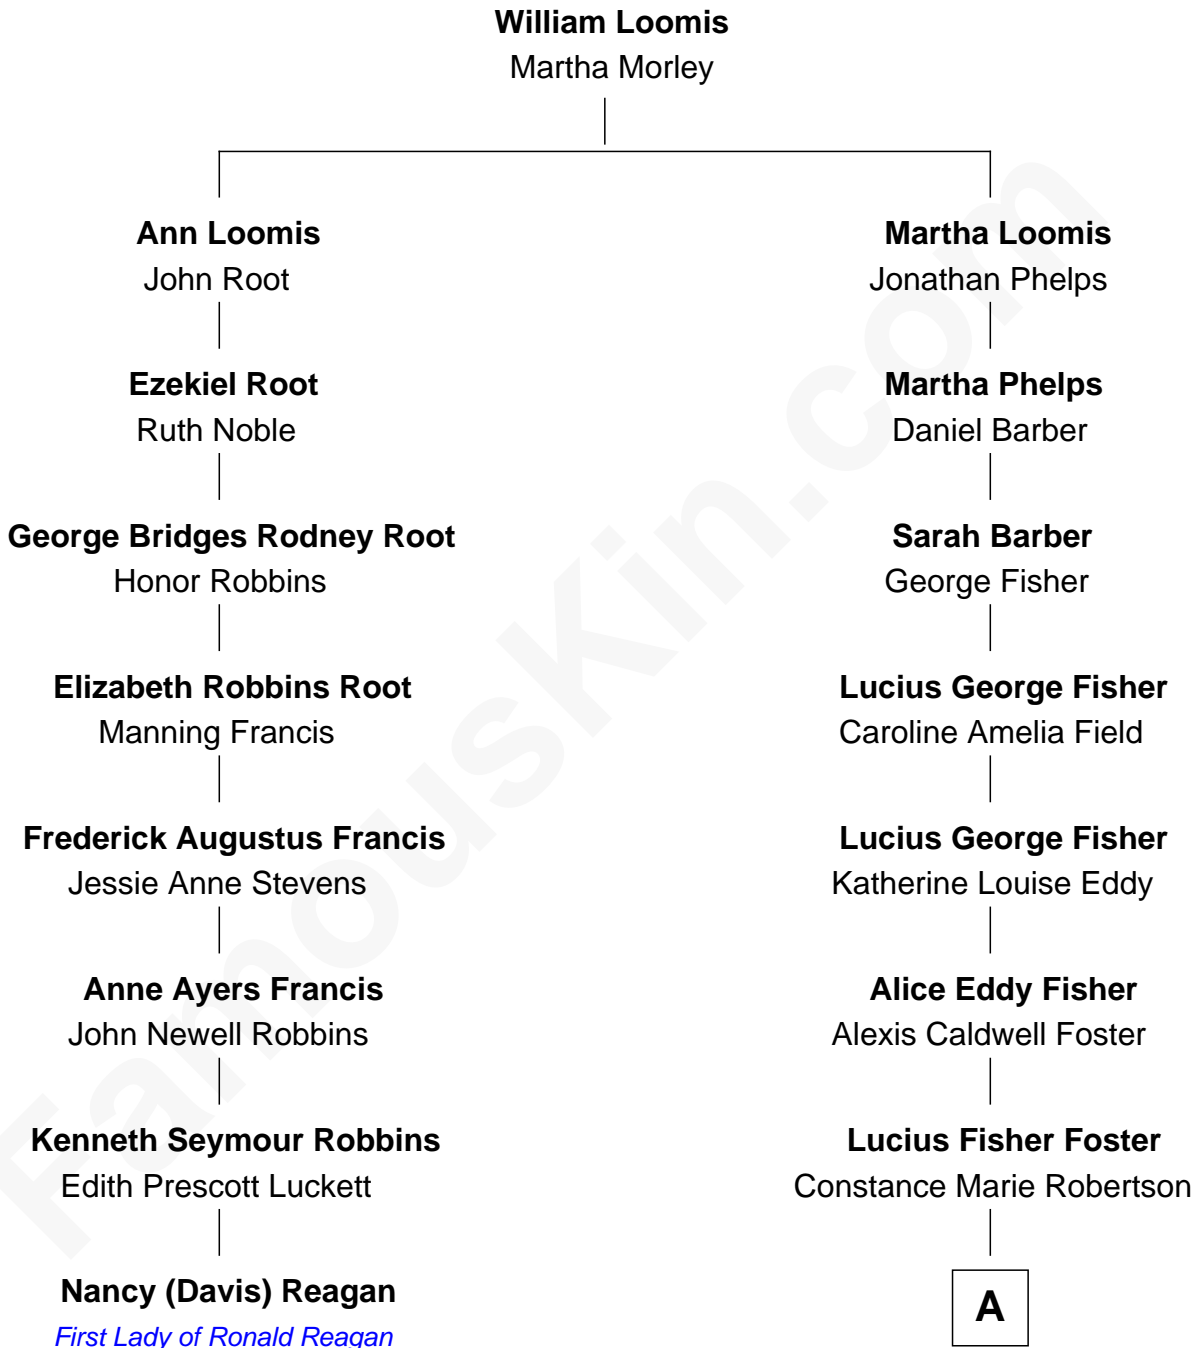 William Loomis
Martha Morley
Ann Loomis
John Root
Martha Loomis
Jonathan Phelps
Ezekiel Root
Ruth Noble
Martha Phelps
Daniel Barber
George Bridges Rodney Root
Honor Robbins
Sarah Barber
George Fisher
Elizabeth Robbins Root
Manning Francis
Lucius George Fisher
Caroline Amelia Field
Frederick Augustus Francis
Jessie Anne Stevens
Lucius George Fisher
Katherine Louise Eddy
Anne Ayers Francis
John Newell Robbins
Alice Eddy Fisher
Alexis Caldwell Foster
Kenneth Seymour Robbins
Edith Prescott Luckett
Lucius Fisher Foster
Constance Marie Robertson
Nancy (Davis) Reagan
First Lady of Ronald Reagan
A
FamousKin.com